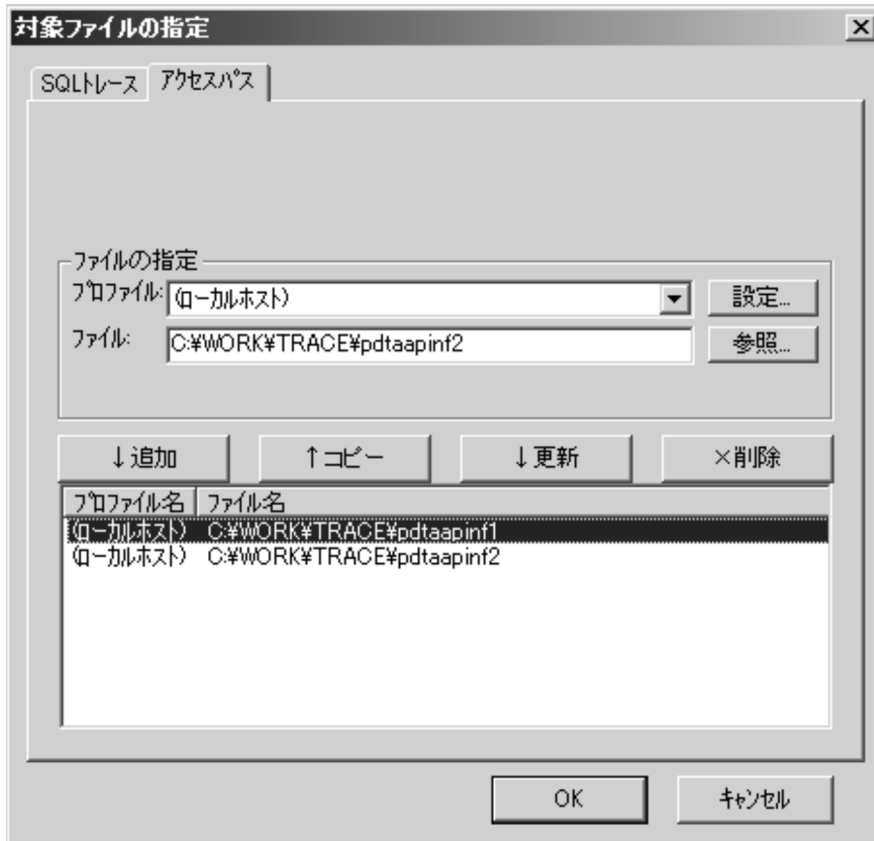 対象ファイルの指定
SQLトレース アクセスパス
ファイルの指定
プロファイル: (ローカルホスト) 設定...
ファイル: C:¥WORK¥TRACE¥pdtaapinf2 参照...
↓追加 ↑コピー ↓更新 ×削除
プロファイル名 ファイル名
(ローカルホスト) C:¥WORK¥TRACE¥pdtaapinf1
(ローカルホスト) C:¥WORK¥TRACE¥pdtaapinf2
OK キャンセル